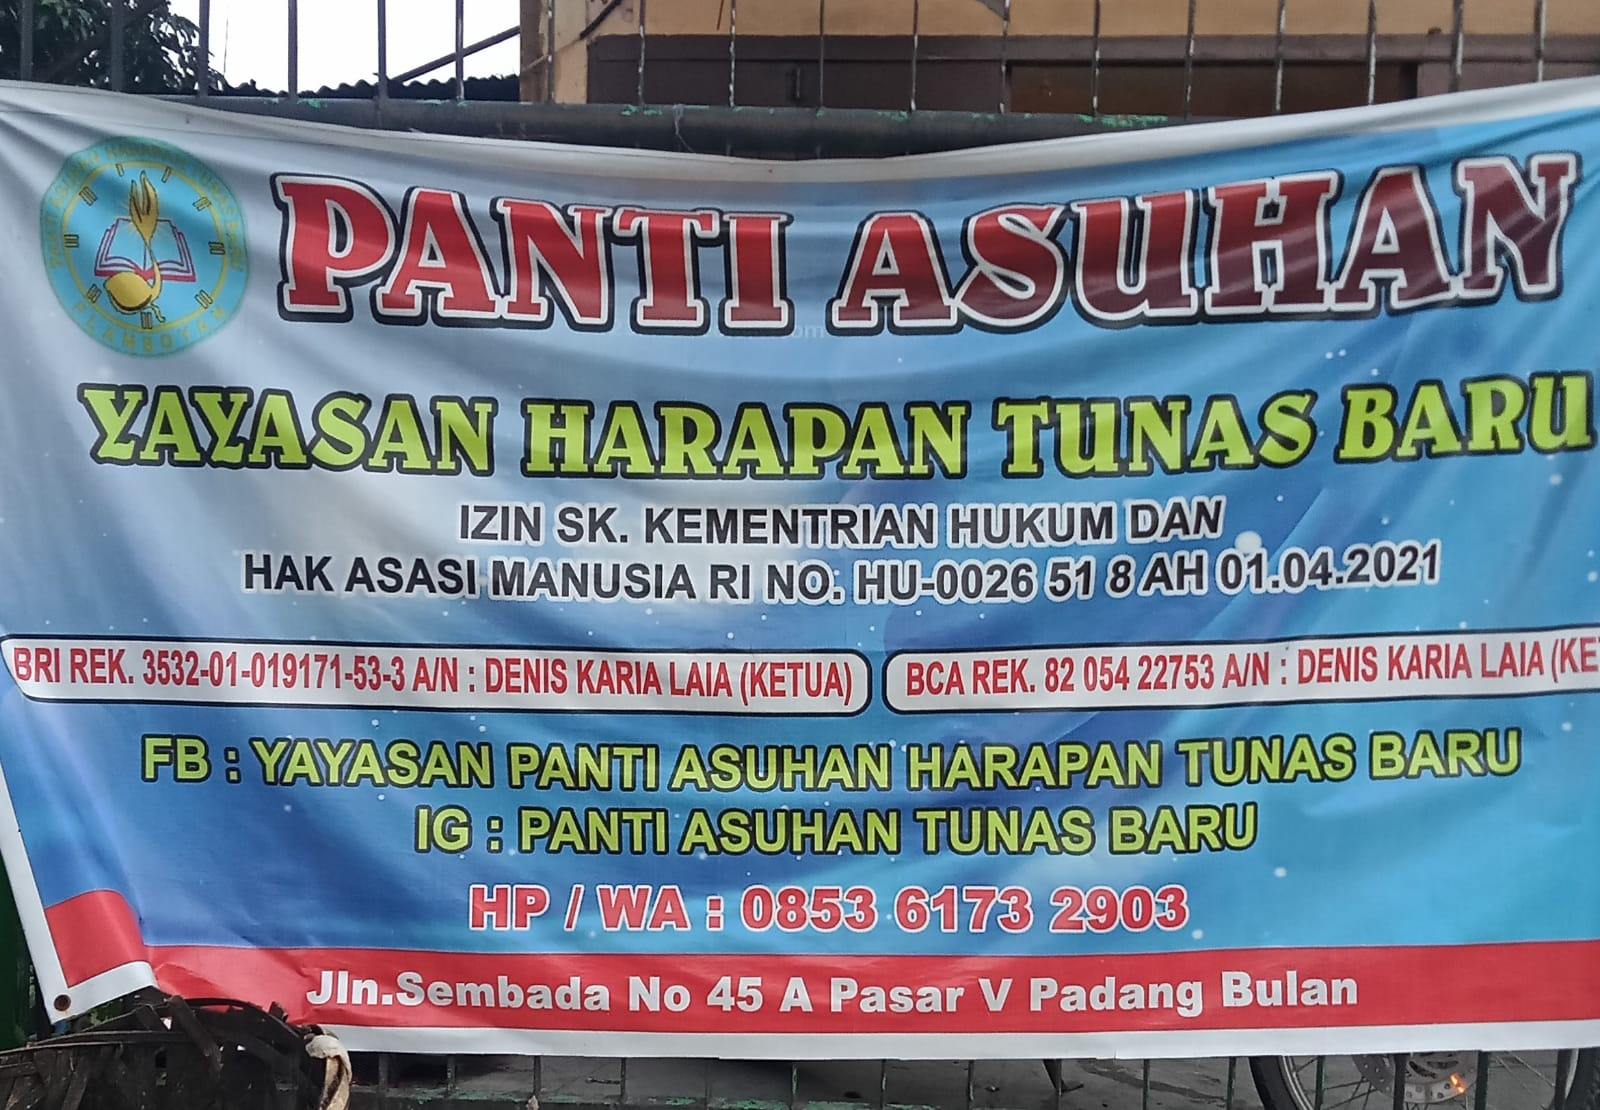 PANTI ASUHAN
YAYASAN HARAPAN TUNAS BARU
IZIN SK. KEMENTRIAN HUKUM DAN
HAK ASASI MANUSIA RI NO. HU-0026 51 8 AH 01.04.2021
BRI REK. 3532-01-019171-53-3 A/N : DENIS KARIA LAIA (KETUA)
BCA REK. 82 054 22753 A/N : DENIS KARIA LAIA (KE
FB : YAYASAN PANTI ASUHAN HARAPAN TUNAS BARU
IG : PANTI ASUHAN TUNAS BARU
HP / WA : 0853 6173 2903
Jln.Sembada No 45 A Pasar V Padang Bulan